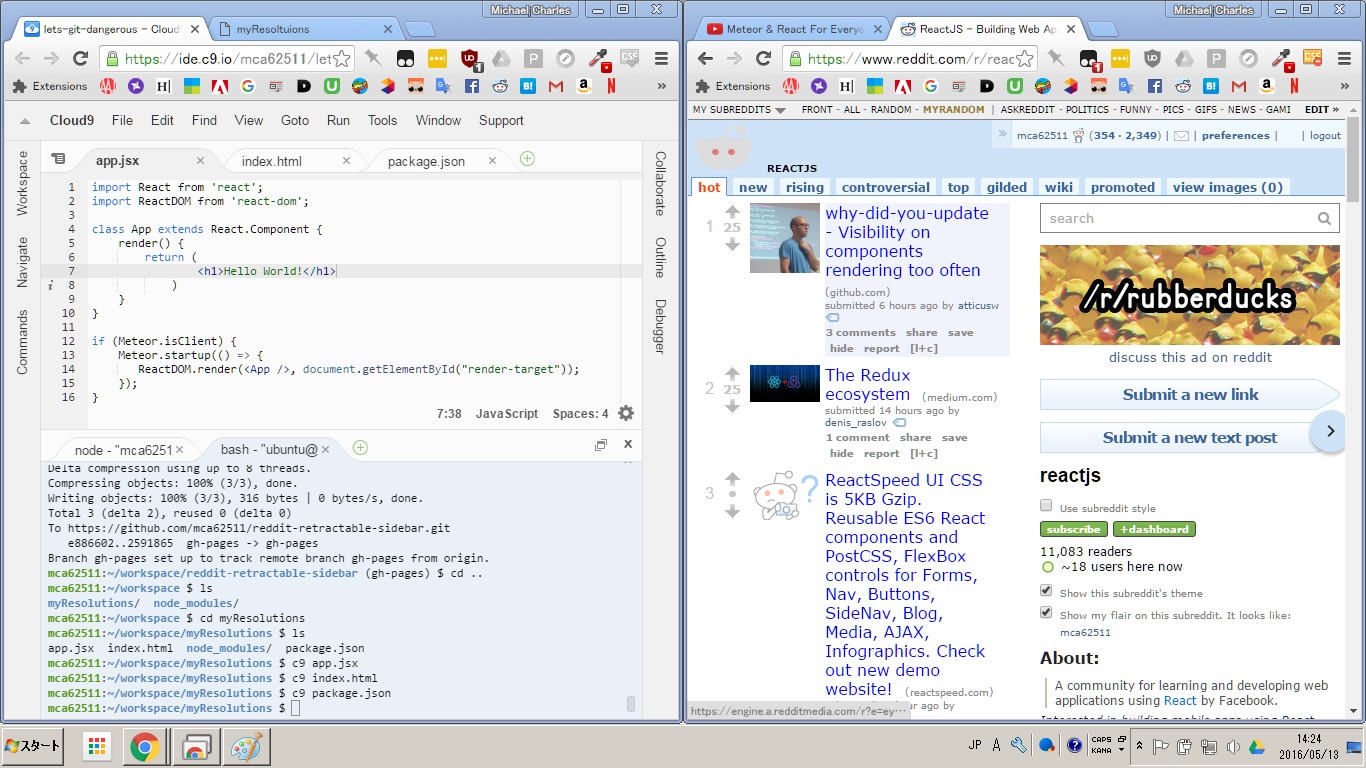 Michael Charles
lets-git-dangerous – Cloud9
myResoltuions
https://ide.c9.io/mca62511/let
Extensions
Cloud9 File Edit Find View Goto Run Tools Window Support
Workspace
Navigate
Commands
app.jsx
index.html
package.json
Collaborate
Outline
Debugger
1 import React from 'react';
2 import ReactDOM from 'react-dom';
3
4 class App extends React.Component {
5 render() {
6 return (
7 <h1>Hello World!</h1>
8 )
9 }
10 }
11
12 if (Meteor.isClient) {
13 Meteor.startup(() => {
14 ReactDOM.render(<App />, document.getElementById("render-target"));
15 });
16 }
7:38 JavaScript Spaces: 4
node - "mca6251
bash - "ubuntu@
Delta compression using up to 8 threads.
Compressing objects: 100% (3/3), done.
Writing objects: 100% (3/3), 316 bytes | 0 bytes/s, done.
Total 3 (delta 2), reused 0 (delta 0)
To https://github.com/mca62511/reddit-retractable-sidebar.git
e886602..2591865 gh-pages -> gh-pages
Branch gh-pages set up to track remote branch gh-pages from origin.
mca62511:~/workspace/reddit-retractable-sidebar (gh-pages) $ cd ..
mca62511:~/workspace $ ls
myResolutions/ node_modules/
mca62511:~/workspace $ cd myResolutions
mca62511:~/workspace/myResolutions $ ls
app.jsx index.html node_modules/ package.json
mca62511:~/workspace/myResolutions $ c9 app.jsx
mca62511:~/workspace/myResolutions $ c9 index.html
mca62511:~/workspace/myResolutions $ c9 package.json
mca62511:~/workspace/myResolutions $
Michael Charles
Meteor & React For Everyo
ReactJS – Building Web Ap
https://www.reddit.com/r/reac
Extensions
MY SUBREDDITS FRONT - ALL - RANDOM - MYRANDOM | ASKREDDIT - POLITICS - FUNNY - PICS - GIFS - NEWS - GAMI EDIT »
mca62511 (354 · 2,349) | | preferences | | logout
REACTJS
hot new rising controversial top gilded wiki promoted view images (0)
1
25
why-did-you-update
- Visibility on
components
rendering too often
(github.com)
submitted 6 hours ago by atticusw
3 comments share save
hide report [l+c]
2
25
The Redux
ecosystem (medium.com)
submitted 14 hours ago by
denis_raslov
1 comment share save
hide report [l+c]
3
ReactSpeed UI CSS
is 5KB Gzip.
Reusable ES6 React
components and
PostCSS, FlexBox
controls for Forms,
Nav, Buttons,
SideNav, Blog,
Media, AJAX,
Infographics. Check
out new demo
website! (reactspeed.com)
hour ago by
https://engine.a.redditmedia.com/r?e=ey…
search
/r/rubberducks
discuss this ad on reddit
Submit a new link
Submit a new text post
reactjs
Use subreddit style
subscribe +dashboard
11,083 readers
~18 users here now
Show this subreddit's theme
Show my flair on this subreddit. It looks like:
mca62511
About:
A community for learning and developing web
applications using React by Facebook.
Interested in building mobile apps using React
スタート
JP A
CAPS
KANA
14:24
2016/05/13